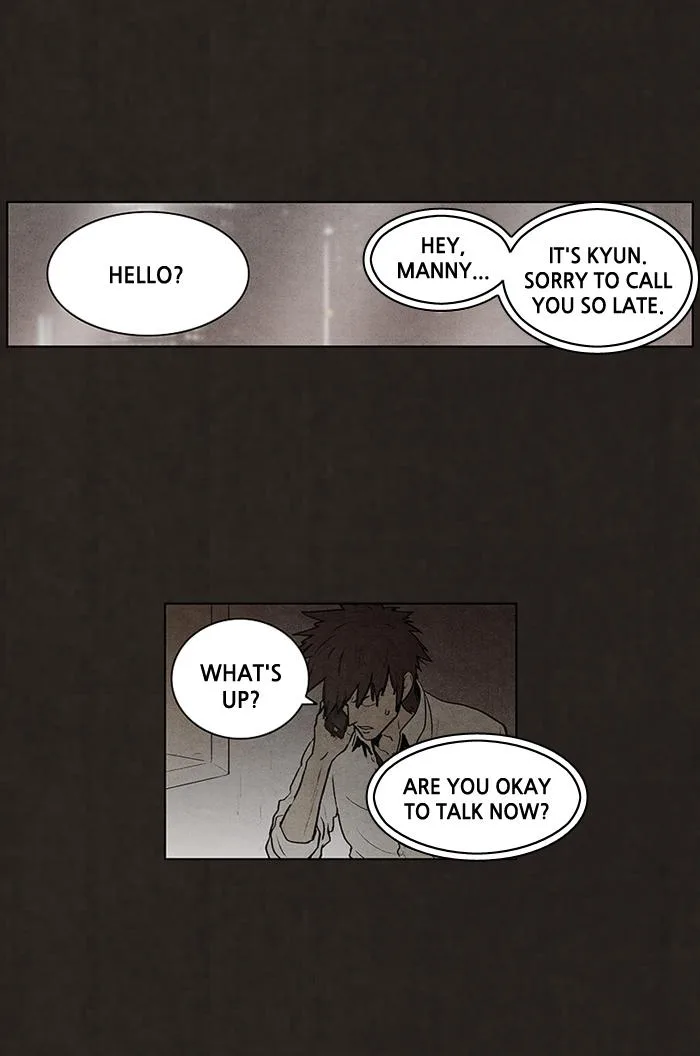 HELLO?
HEY,
MANNY...
IT'S KYUN.
SORRY TO CALL
YOU SO LATE.
WHAT'S
UP?
ARE YOU OKAY
TO TALK NOW?